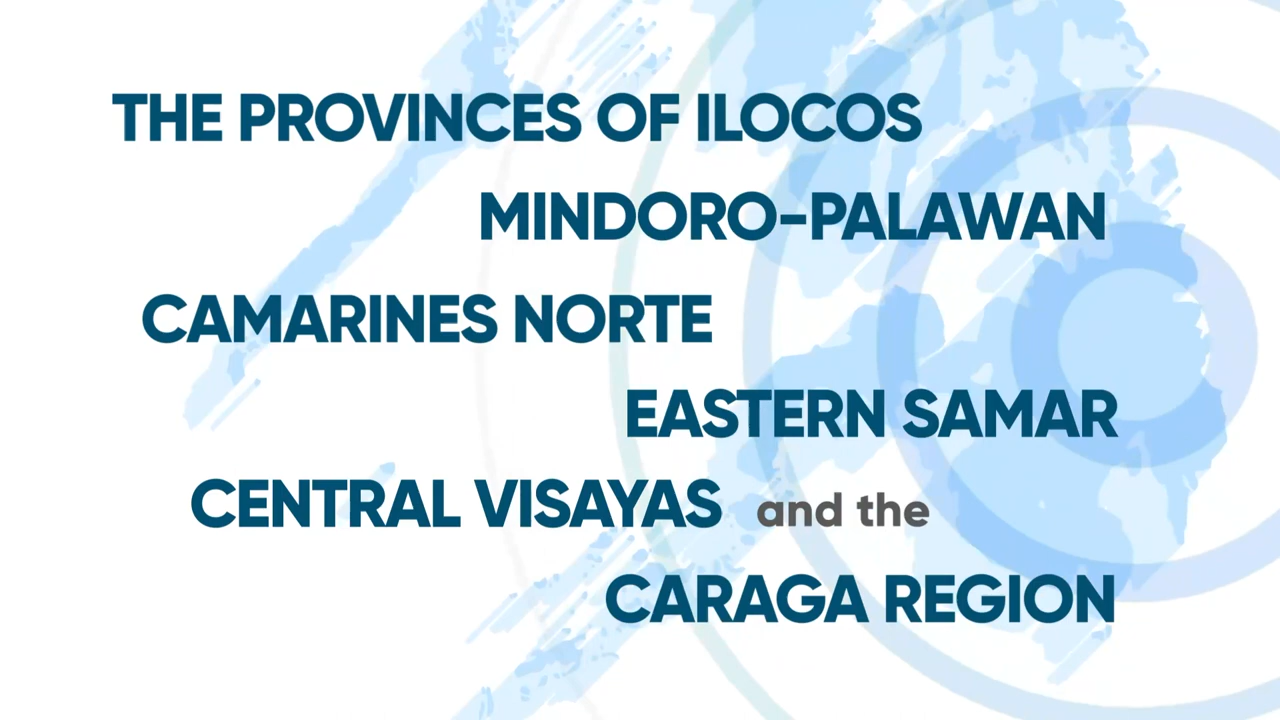 THE PROVINCES OF ILOCOS
MINDORO-PALAWAN
CAMARINES NORTE
EASTERN SAMAR
CENTRAL VISAYAS and the
CARAGA REGION